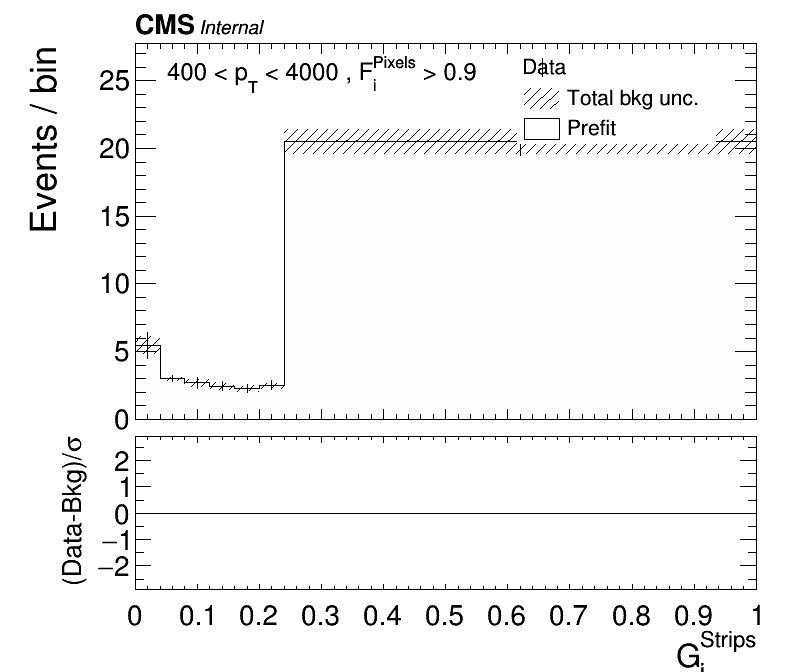 CMS Internal
400 < p_T < 4000 , F_i^Pixels > 0.9
Data
Total bkg unc.
Prefit
Events / bin
25
20
15
10
5
0
(Data-Bkg)/σ
2
1
0
−1
−2
0 0.1 0.2 0.3 0.4 0.5 0.6 0.7 0.8 0.9 1
G_i^Strips